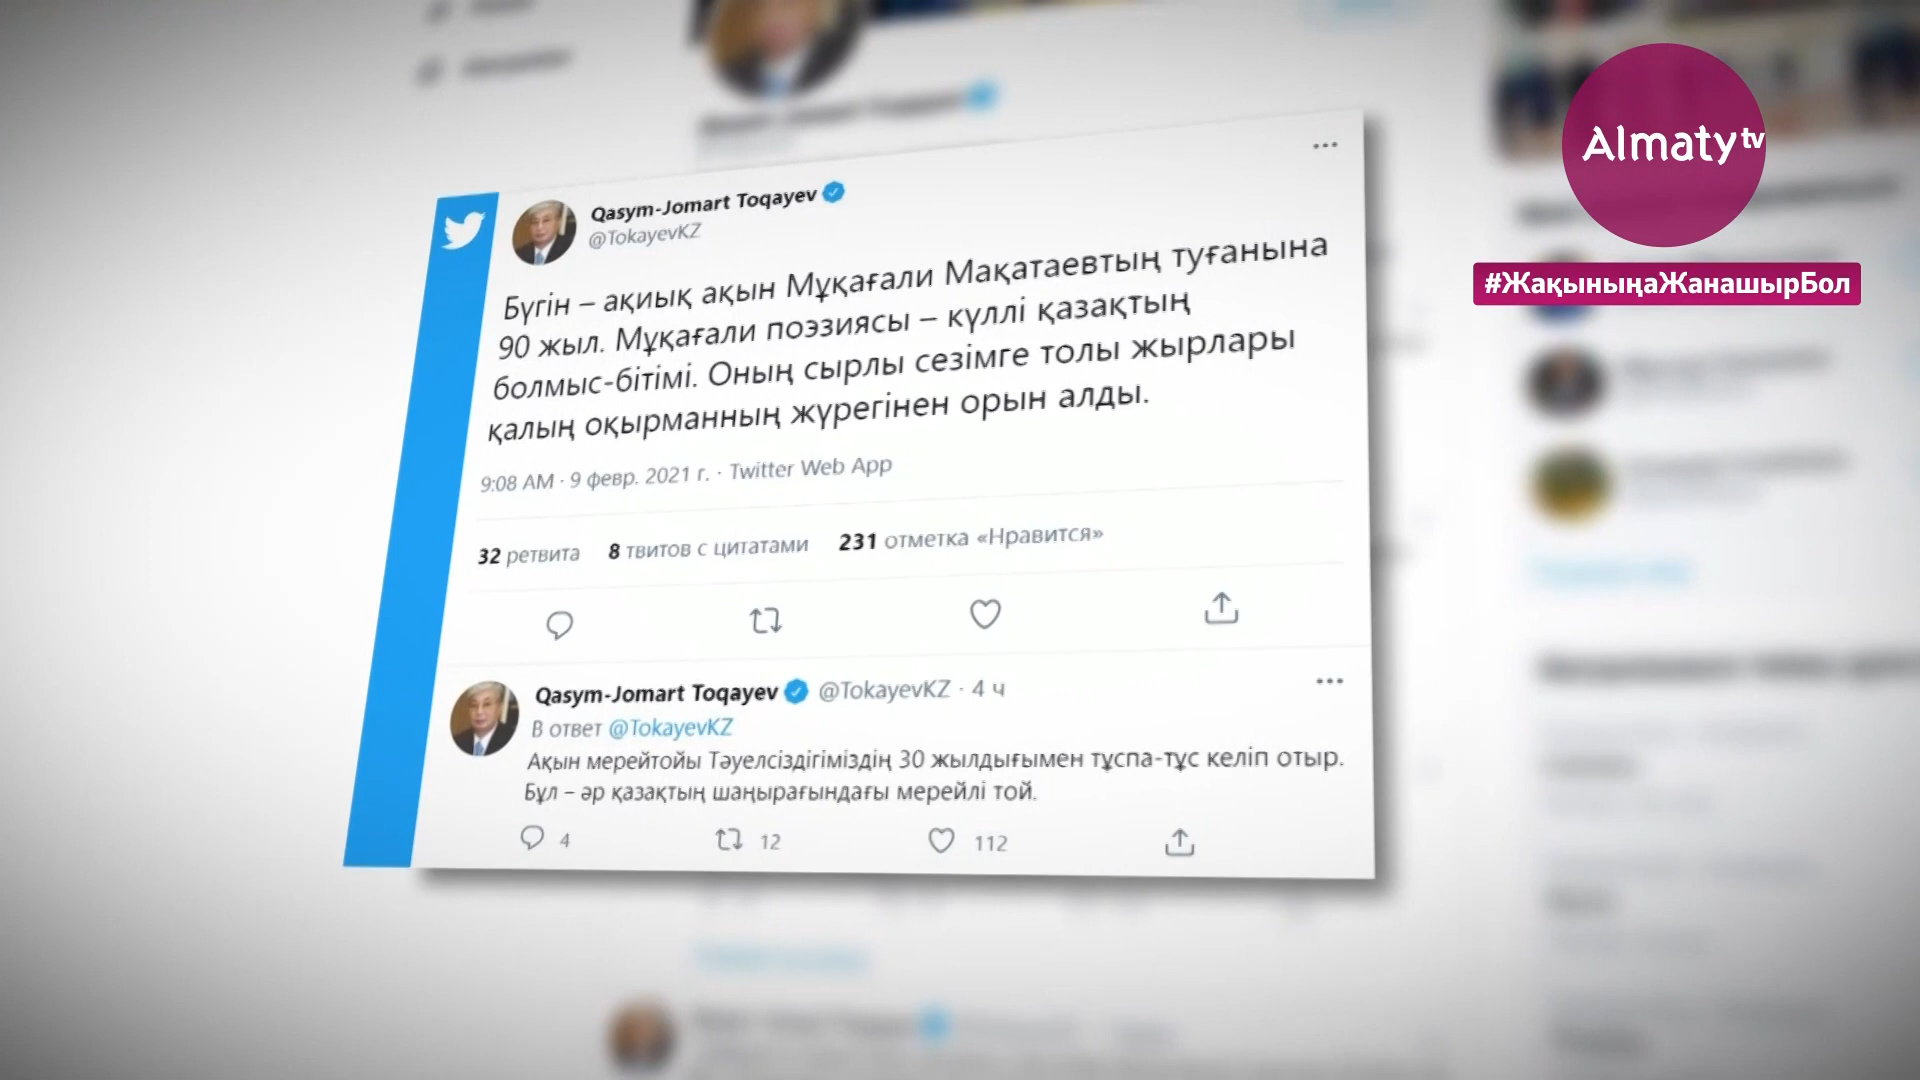 Almaty tv
#ЖақыныңаЖанашырБол
Qasym-Jomart Toqayev
@TokayevKZ
Бүгін – ақиық ақын Мұқағали Мақатаевтың туғанына
90 жыл. Мұқағали поэзиясы – күллі қазақтың
болмыс-бітімі. Оның сырлы сезімге толы жырлары
қалың оқырманның жүрегінен орын алды.
9:08 AM · 9 февр. 2021 г. · Twitter Web App
32 ретвита 8 твитов с цитатами 231 отметка «Нравится»
Qasym-Jomart Toqayev @TokayevKZ · 4 ч
В ответ @TokayevKZ
Ақын мерейтойы Тәуелсіздігіміздің 30 жылдығымен тұспа-тұс келіп отыр.
Бұл – әр қазақтың шаңырағындағы мерейлі той.
4 12 112